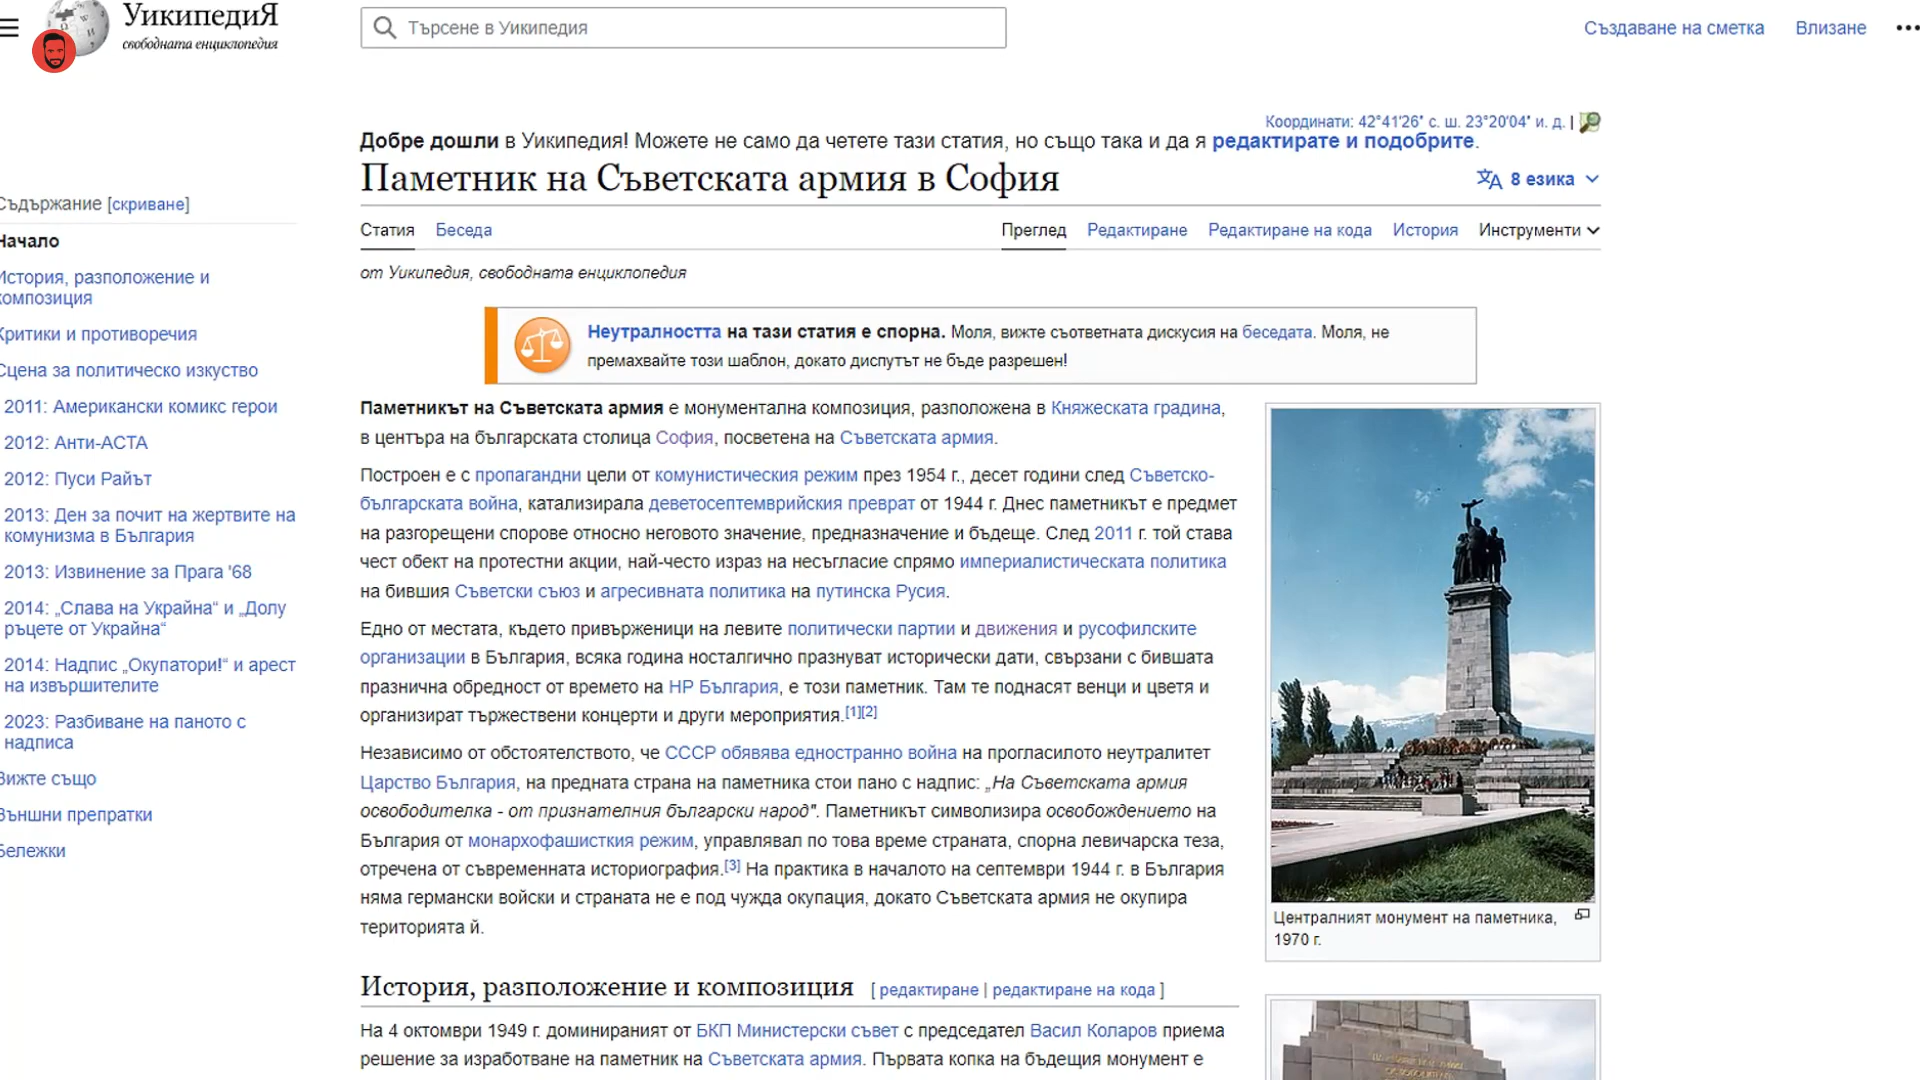 УикипедиЯ
свободната енциклопедия
Търсене в Уикипедия
Създаване на сметка
Влизане
Координати: 42°41′26″ с. ш. 23°20′04″ и. д. |
Добре дошли в Уикипедия! Можете не само да четете тази статия, но също така и да я редактирате и подобрите.
Паметник на Съветската армия в София
8 езика
Статия
Беседа
Преглед
Редактиране
Редактиране на кода
История
Инструменти
от Уикипедия, свободната енциклопедия
Съдържание [скриване]
Начало
История, разположение и
композиция
Критики и противоречия
Сцена за политическо изкуство
2011: Американски комикс герои
2012: Анти-АСТА
2012: Пуси Райът
2013: Ден за почит на жертвите на
комунизма в България
2013: Извинение за Прага '68
2014: „Слава на Украйна“ и „Долу
ръцете от Украйна“
2014: Надпис „Окупатори!“ и арест
на извършителите
2023: Разбиване на паното с
надписа
Вижте също
Външни препратки
Бележки
Неутралността на тази статия е спорна. Моля, вижте съответната дискусия на беседата. Моля, не
премахвайте този шаблон, докато диспутът не бъде разрешен!
Паметникът на Съветската армия е монументална композиция, разположена в Княжеската градина,
в центъра на българската столица София, посветена на Съветската армия.
Построен е с пропагандни цели от комунистическия режим през 1954 г., десет години след Съветско-
българската война, катализирала деветосептемврийския преврат от 1944 г. Днес паметникът е предмет
на разгорещени спорове относно неговото значение, предназначение и бъдеще. След 2011 г. той става
чест обект на протестни акции, най-често израз на несъгласие спрямо империалистическата политика
на бившия Съветски съюз и агресивната политика на путинска Русия.
Едно от местата, където привърженици на левите политически партии и движения и русофилските
организации в България, всяка година носталгично празнуват исторически дати, свързани с бившата
празнична обредност от времето на НР България, е този паметник. Там те поднасят венци и цветя и
организират тържествени концерти и други мероприятия.[1][2]
Независимо от обстоятелството, че СССР обявява едностранно война на прогласилото неутралитет
Царство България, на предната страна на паметника стои пано с надпис: „На Съветската армия
освободителка - от признателния български народ". Паметникът символизира освобождението на
България от монархофашисткия режим, управлявал по това време страната, спорна левичарска теза,
отречена от съвременната историография.[3] На практика в началото на септември 1944 г. в България
няма германски войски и страната не е под чужда окупация, докато Съветската армия не окупира
територията ѝ.
Централният монумент на паметника,
1970 г.
История, разположение и композиция [ редактиране | редактиране на кода ]
На 4 октомври 1949 г. доминираният от БКП Министерски съвет с председател Васил Коларов приема
решение за изработване на паметник на Съветската армия. Първата копка на бъдещия монумент е